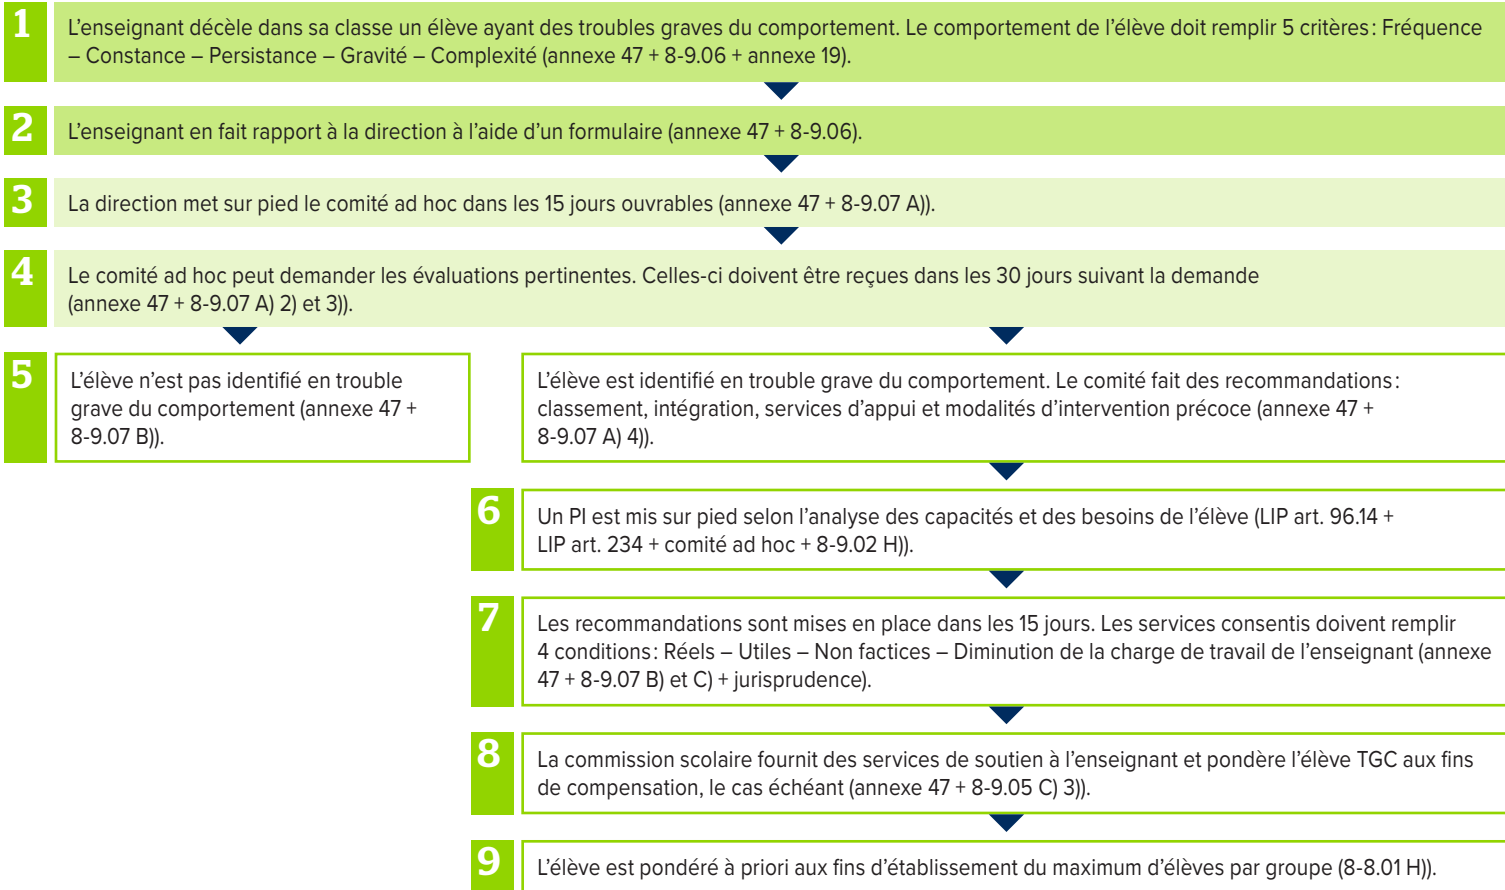 1
L’enseignant décèle dans sa classe un élève ayant des troubles graves du comportement. Le comportement de l’élève doit remplir 5 critères : Fréquence
– Constance – Persistance – Gravité – Complexité (annexe 47 + 8-9.06 + annexe 19).
2
L’enseignant en fait rapport à la direction à l’aide d’un formulaire (annexe 47 + 8-9.06).
3
La direction met sur pied le comité ad hoc dans les 15 jours ouvrables (annexe 47 + 8-9.07 A)).
4
Le comité ad hoc peut demander les évaluations pertinentes. Celles-ci doivent être reçues dans les 30 jours suivant la demande
(annexe 47 + 8-9.07 A) 2) et 3)).
5
L’élève n’est pas identifié en trouble
grave du comportement (annexe 47 +
8-9.07 B)).
L’élève est identifié en trouble grave du comportement. Le comité fait des recommandations :
classement, intégration, services d’appui et modalités d’intervention précoce (annexe 47 +
8-9.07 A) 4)).
6
Un PI est mis sur pied selon l’analyse des capacités et des besoins de l’élève (LIP art. 96.14 +
LIP art. 234 + comité ad hoc + 8-9.02 H)).
7
Les recommandations sont mises en place dans les 15 jours. Les services consentis doivent remplir
4 conditions : Réels – Utiles – Non factices – Diminution de la charge de travail de l’enseignant (annexe
47 + 8-9.07 B) et C) + jurisprudence).
8
La commission scolaire fournit des services de soutien à l’enseignant et pondère l’élève TGC aux fins
de compensation, le cas échéant (annexe 47 + 8-9.05 C) 3)).
9
L’élève est pondéré à priori aux fins d’établissement du maximum d’élèves par groupe (8-8.01 H)).